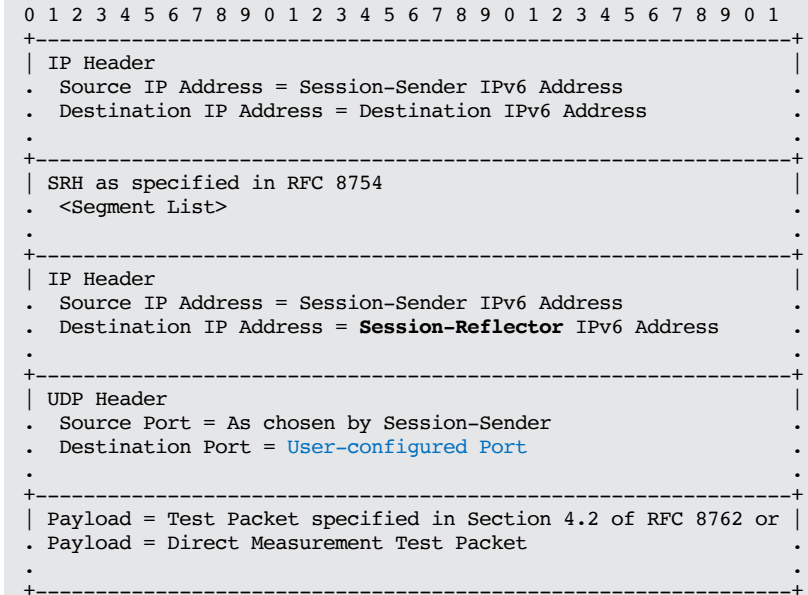 0 1 2 3 4 5 6 7 8 9 0 1 2 3 4 5 6 7 8 9 0 1 2 3 4 5 6 7 8 9 0 1
+---------------------------------------------------------------+
| IP Header                                                     |
.  Source IP Address = Session-Sender IPv6 Address              .
.  Destination IP Address = Destination IPv6 Address            .
.                                                               .
+---------------------------------------------------------------+
| SRH as specified in RFC 8754                                  |
.  <Segment List>                                               .
.                                                               .
+---------------------------------------------------------------+
| IP Header                                                     |
.  Source IP Address = Session-Sender IPv6 Address              .
.  Destination IP Address = Session-Reflector IPv6 Address      .
.                                                               .
+---------------------------------------------------------------+
| UDP Header                                                    |
.  Source Port = As chosen by Session-Sender                    .
.  Destination Port = User-configured Port                      .
.                                                               .
+---------------------------------------------------------------+
| Payload = Test Packet specified in Section 4.2 of RFC 8762 or |
. Payload = Direct Measurement Test Packet                      .
.                                                               .
+---------------------------------------------------------------+